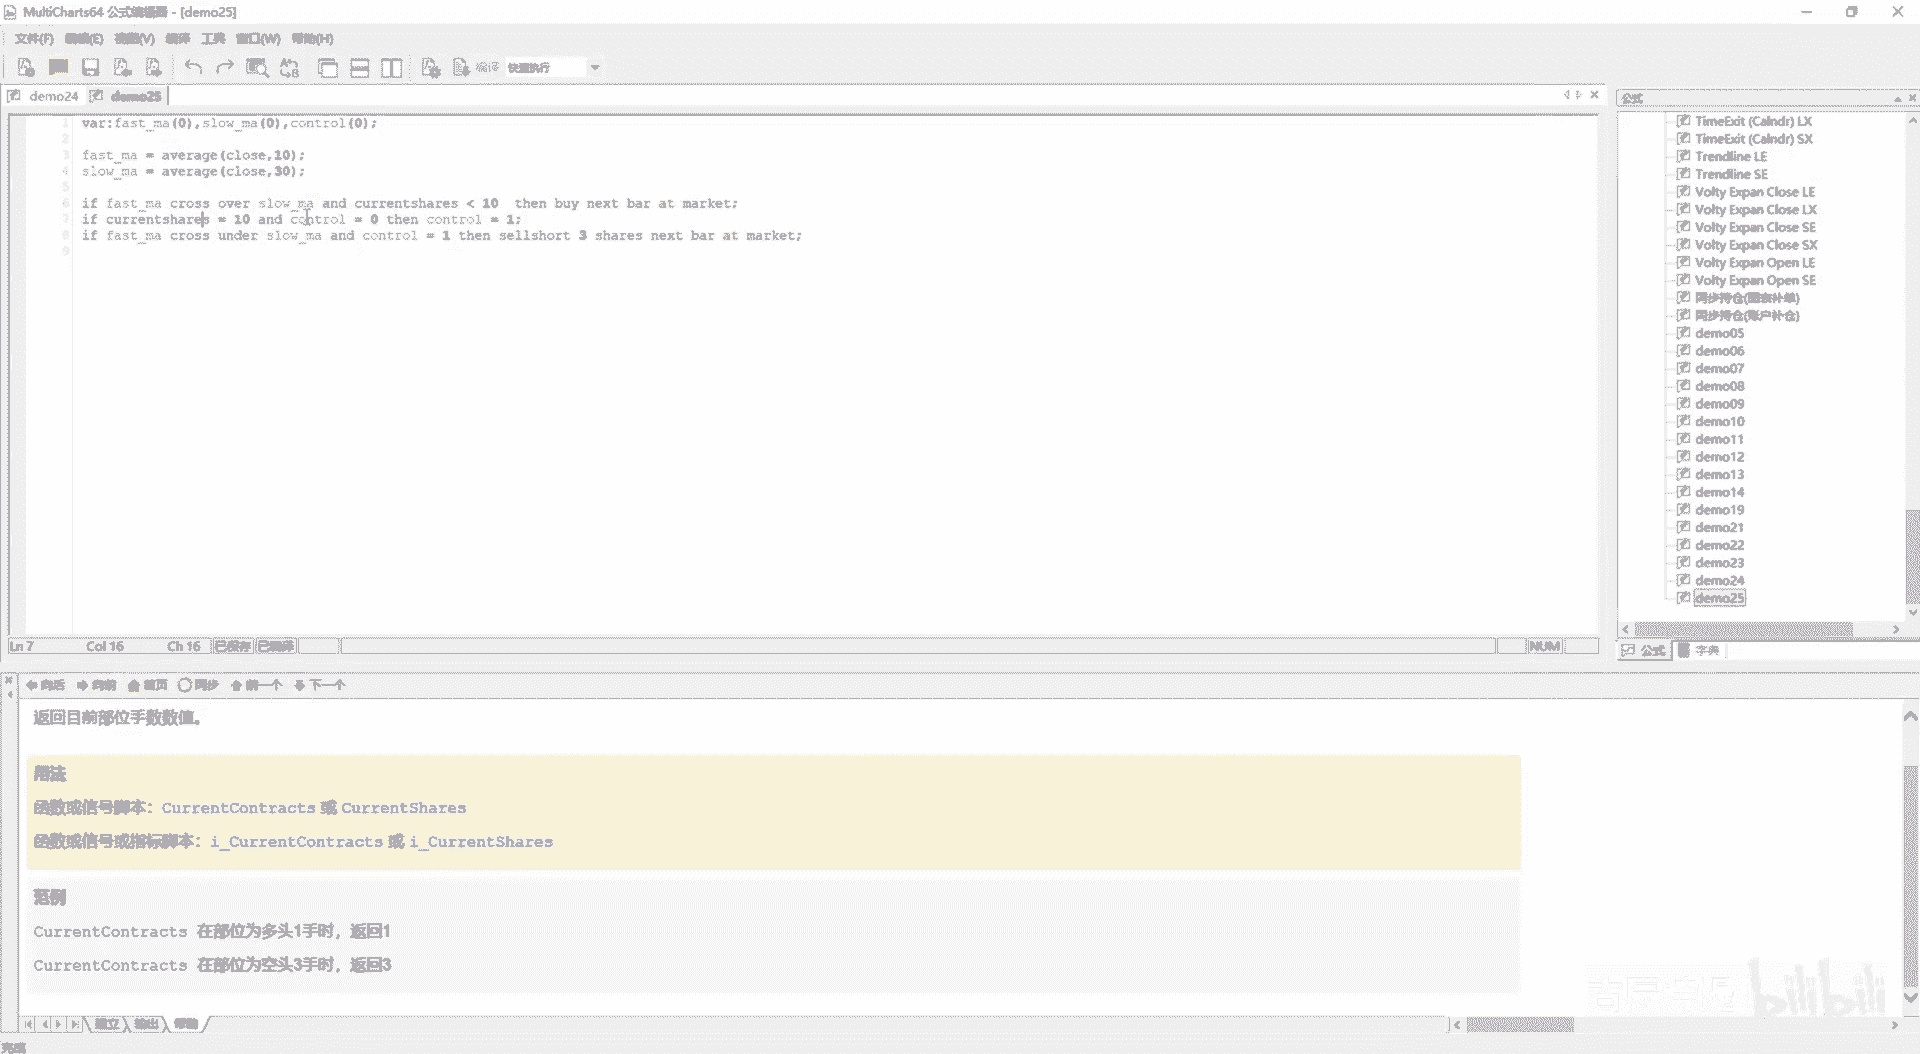 MultiCharts64 公式编辑器 - [demo25]
文件(F) 编辑(E) 视图(V) 编译 工具 窗口(W) 帮助(H)
编译 快速执行
demo24 demo25
公式
1 var:fast_ma(0),slow_ma(0),control(0);
2
3 fast_ma = average(close,10);
4 slow_ma = average(close,30);
5
6 if fast_ma cross over slow_ma and currentshares < 10 then buy next bar at market;
7 if currentshares = 10 and control = 0 then control = 1;
8 if fast_ma cross under slow_ma and control = 1 then sellshort 3 shares next bar at market;
9
TimeExit (Calndr) LX
TimeExit (Calndr) SX
Trendline LE
Trendline SE
Volty Expan Close LE
Volty Expan Close LX
Volty Expan Close SE
Volty Expan Close SX
Volty Expan Open LE
Volty Expan Open SE
同步持仓(图表补单)
同步持仓(账户补仓)
demo05
demo06
demo07
demo08
demo09
demo10
demo11
demo12
demo13
demo14
demo19
demo21
demo22
demo23
demo24
demo25
公式 字典
Ln 7 Col 16 Ch 16 已保存 已编译 NUM
向后 向前 首页 同步 前一个 下一个
返回目前部位手数数值。
用法
函数或信号脚本: CurrentContracts 或 CurrentShares
函数或信号或指标脚本: i_CurrentContracts 或 i_CurrentShares
范例
CurrentContracts 在部位为多头1手时，返回1
CurrentContracts 在部位为空头3手时，返回3
bilibili
建立 输出 帮助
完成